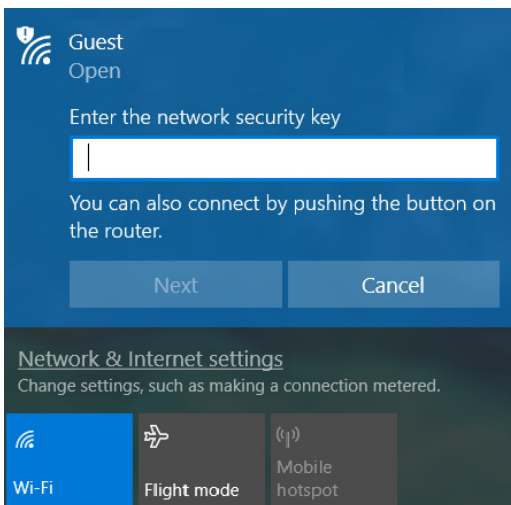 Guest
Open
Enter the network security key
You can also connect by pushing the button on
the router.
Next
Cancel
Network & Internet settings
Change settings, such as making a connection metered.
Wi-Fi
Flight mode
Mobile
hotspot